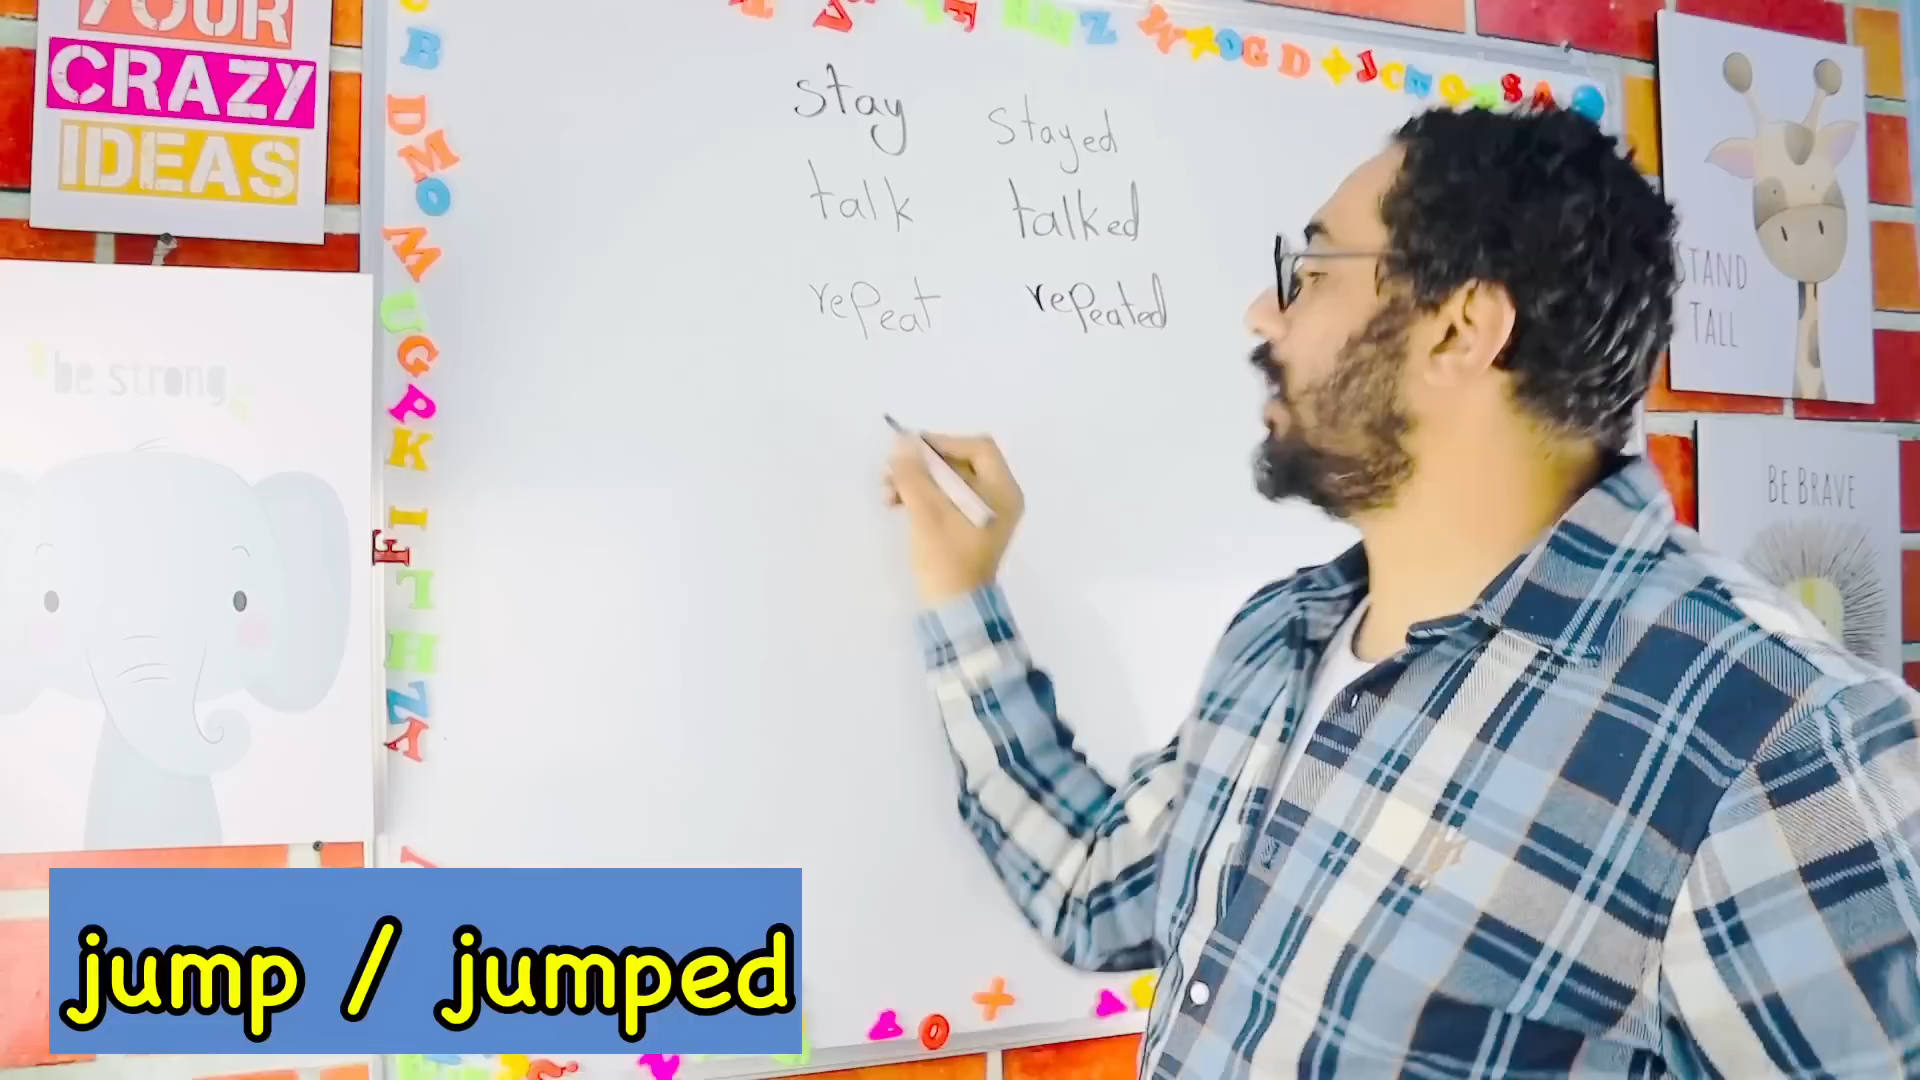 YOUR
CRAZY
IDEAS
be strong
stay stayed
talk talked
repeat repeated
STAND
TALL
BE BRAVE
jump / jumped